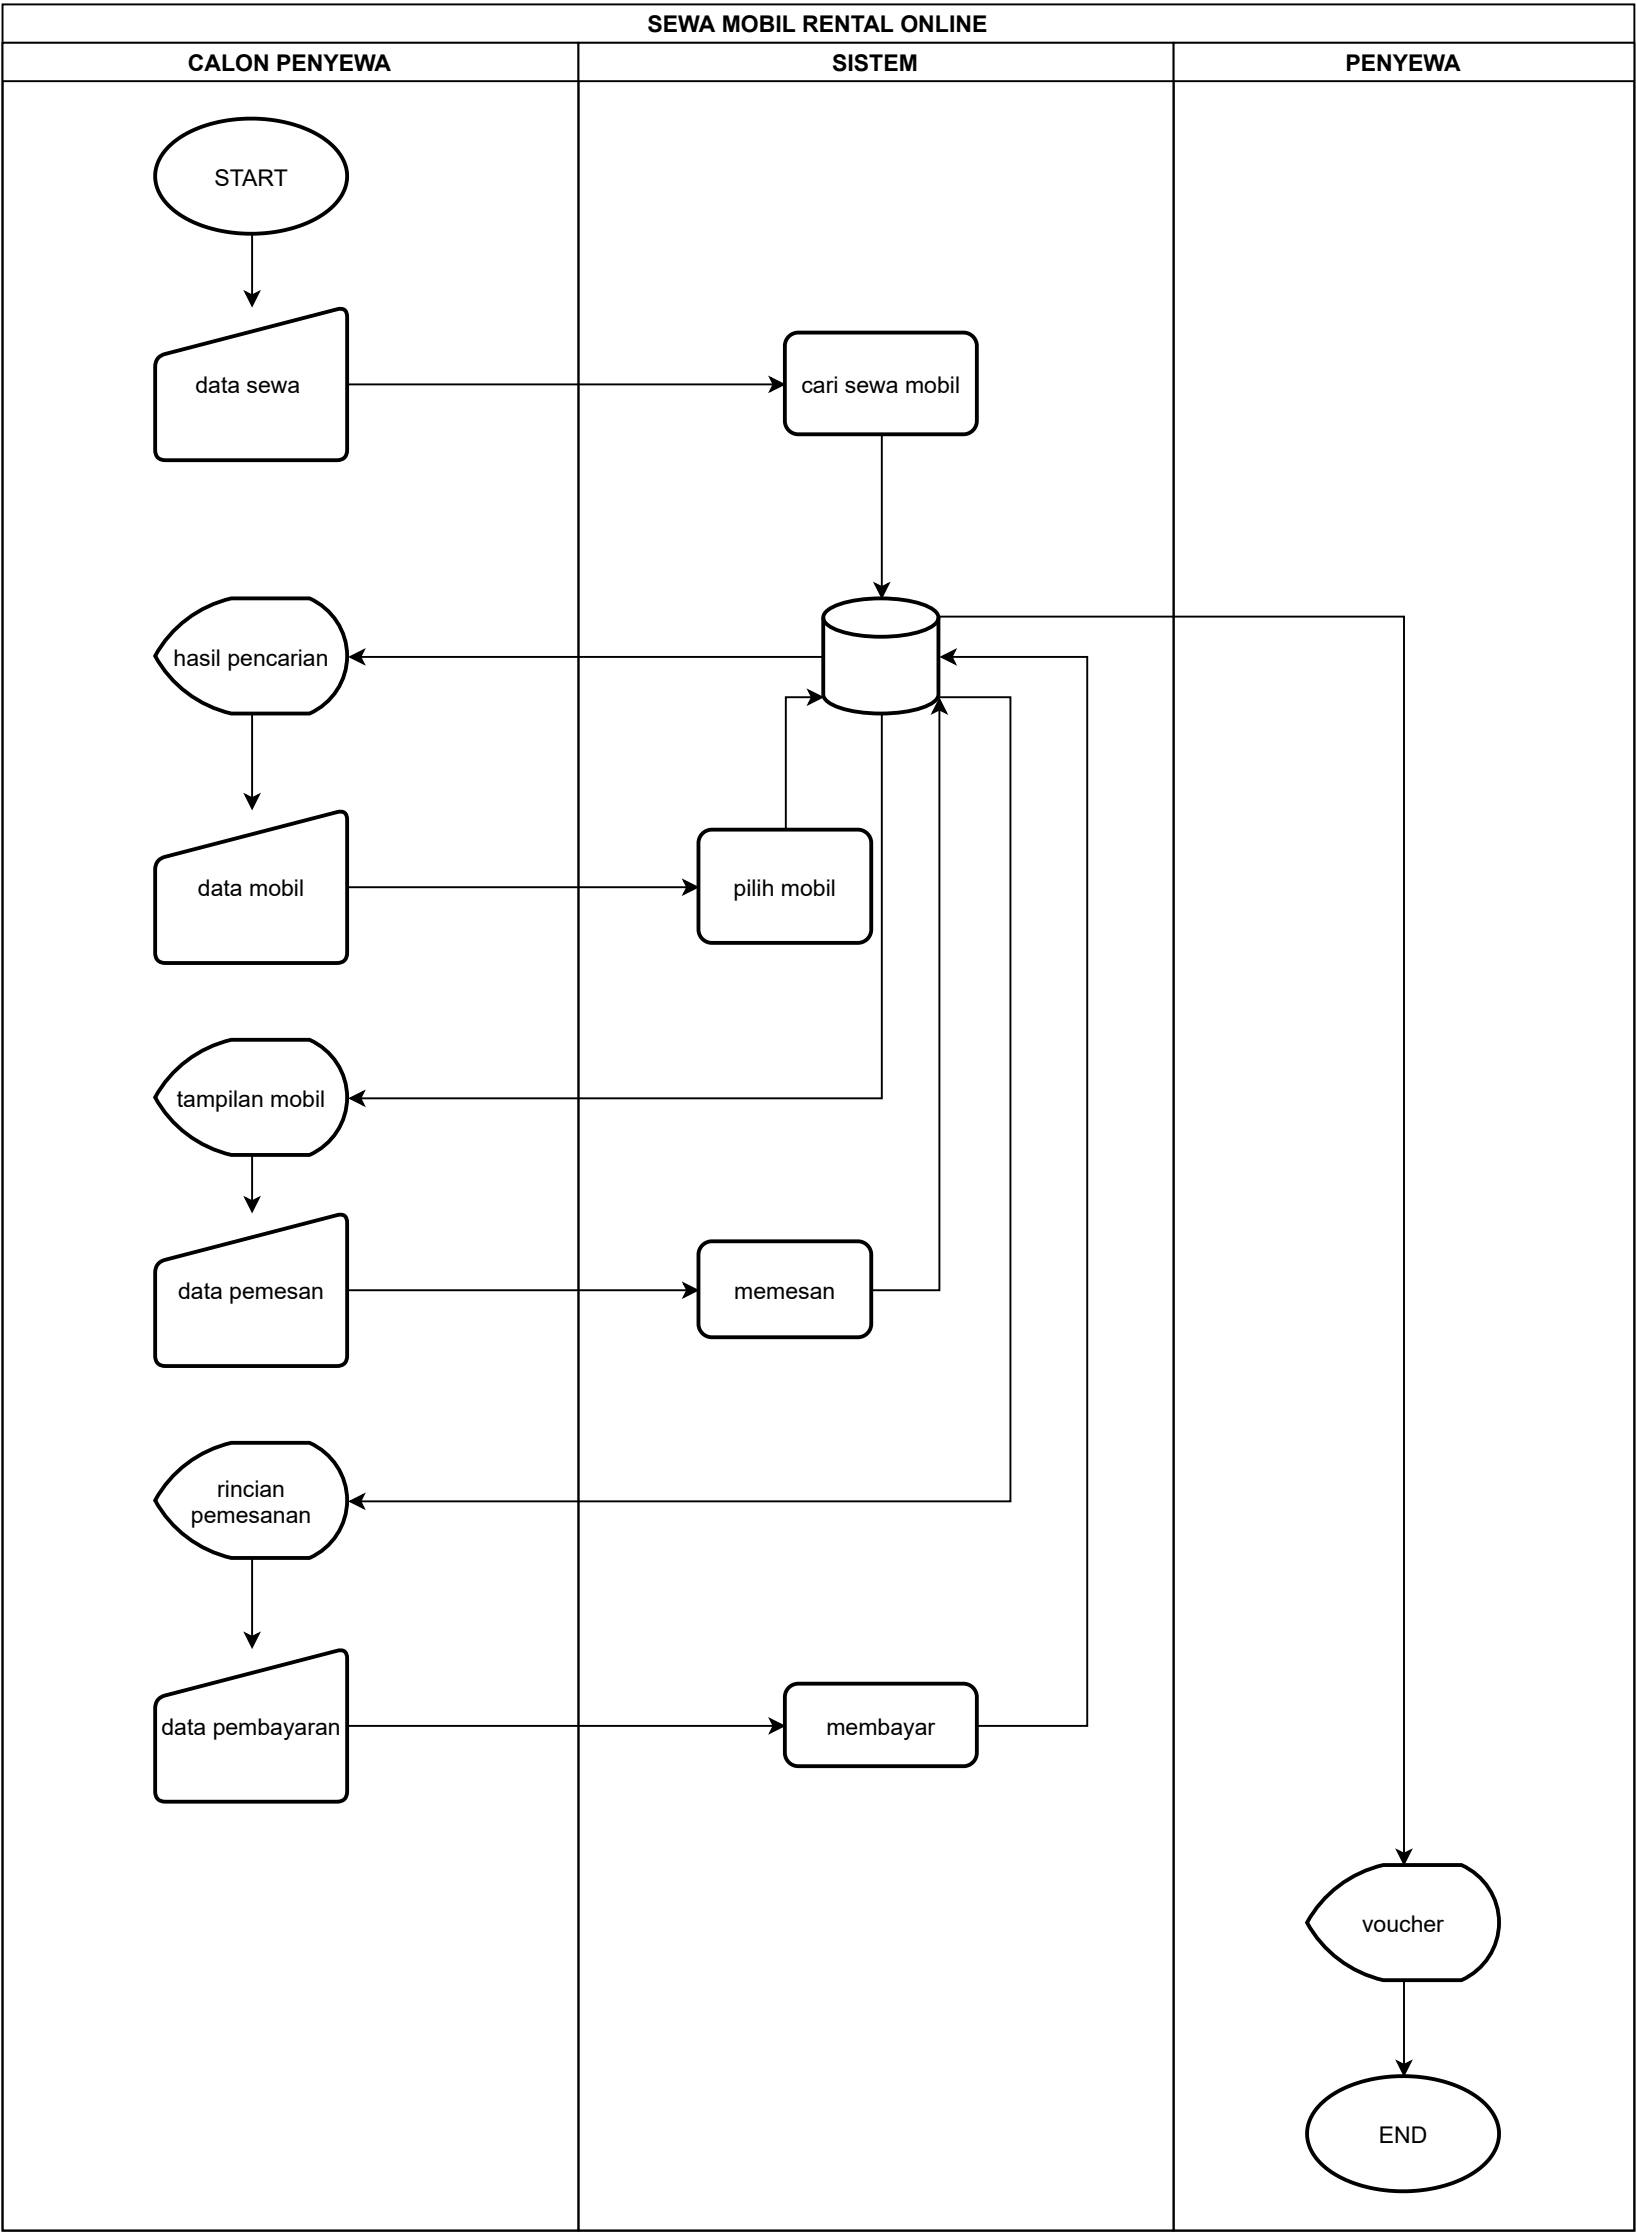 SEWA MOBIL RENTAL ONLINE
CALON PENYEWA
SISTEM
PENYEWA
START
data sewa
cari sewa mobil
hasil pencarian
data mobil
pilih mobil
tampilan mobil
data pemesan
memesan
rincian
pemesanan
data pembayaran
membayar
voucher
END